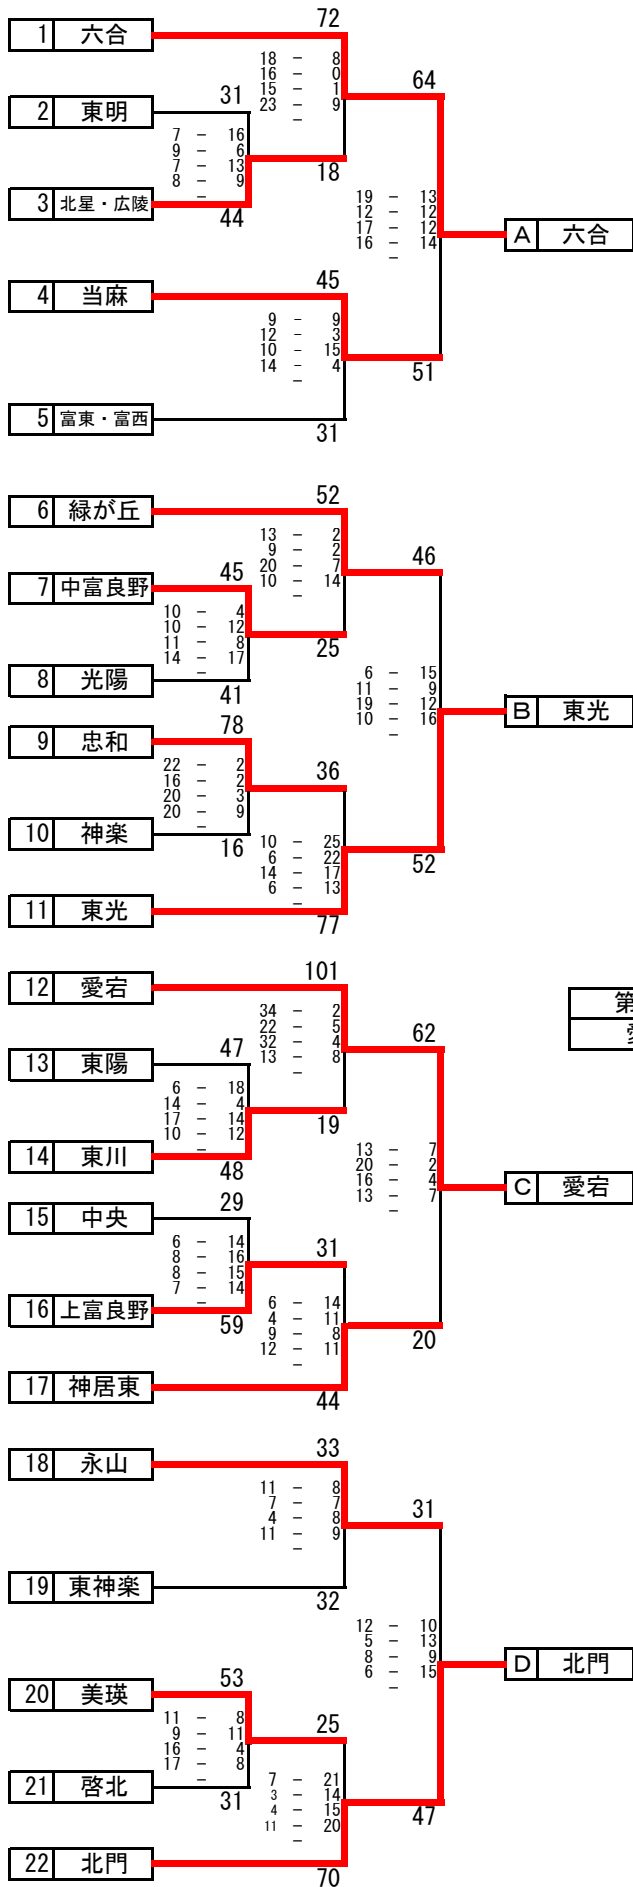 72
1 六合
18 - 8
16 - 0
15 - 1
23 - 9
-
64
31
2 東明
7 - 16
9 - 6
7 - 13
8 - 9
-
18
3 北星・広陵
44
19 - 13
12 - 12
17 - 12
16 - 14
-
A 六合
4 当麻
45
9 - 9
12 - 3
10 - 15
14 - 4
-
51
5 富東・富西
31
52
6 緑が丘
13 - 2
9 - 2
20 - 7
10 - 14
-
46
45
7 中富良野
10 - 4
10 - 12
11 - 8
14 - 17
-
25
8 光陽
41
6 - 15
11 - 9
19 - 12
10 - 16
-
B 東光
78
9 忠和
22 - 2
16 - 2
20 - 3
20 - 9
-
36
10 神楽
16
10 - 25
6 - 22
14 - 17
6 - 13
-
52
11 東光
77
101
12 愛宕
34 - 2
22 - 5
32 - 4
13 - 8
-
62
第
47
13 東陽
6 - 18
14 - 4
17 - 14
10 - 12
-
19
14 東川
48
13 - 7
20 - 2
16 - 4
13 - 7
-
C 愛宕
29
15 中央
6 - 14
8 - 16
8 - 15
7 - 14
-
31
16 上富良野
59
6 - 14
4 - 11
9 - 8
12 - 11
-
20
17 神居東
44
33
18 永山
11 - 8
7 - 7
4 - 8
11 - 9
-
31
19 東神楽
32
12 - 10
5 - 13
8 - 9
6 - 15
-
D 北門
53
20 美瑛
11 - 8
9 - 11
16 - 4
17 - 8
-
25
21 啓北
31
7 - 21
3 - 14
4 - 15
11 - 20
-
47
22 北門
70